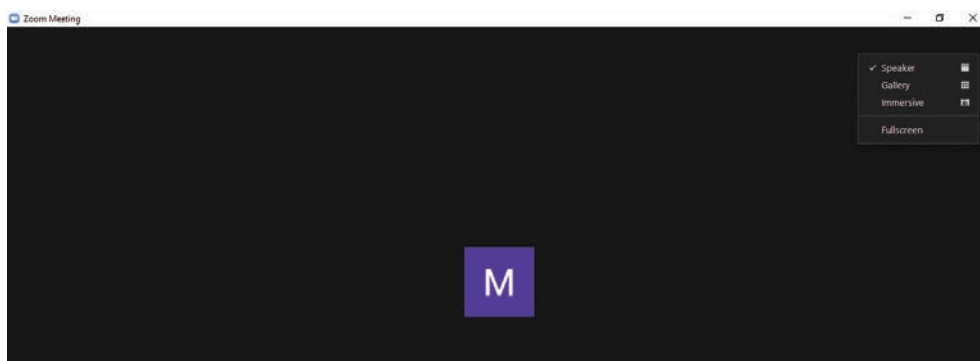 Zoom Meeting
✓ Speaker
Gallery
Immersive
Fullscreen
M